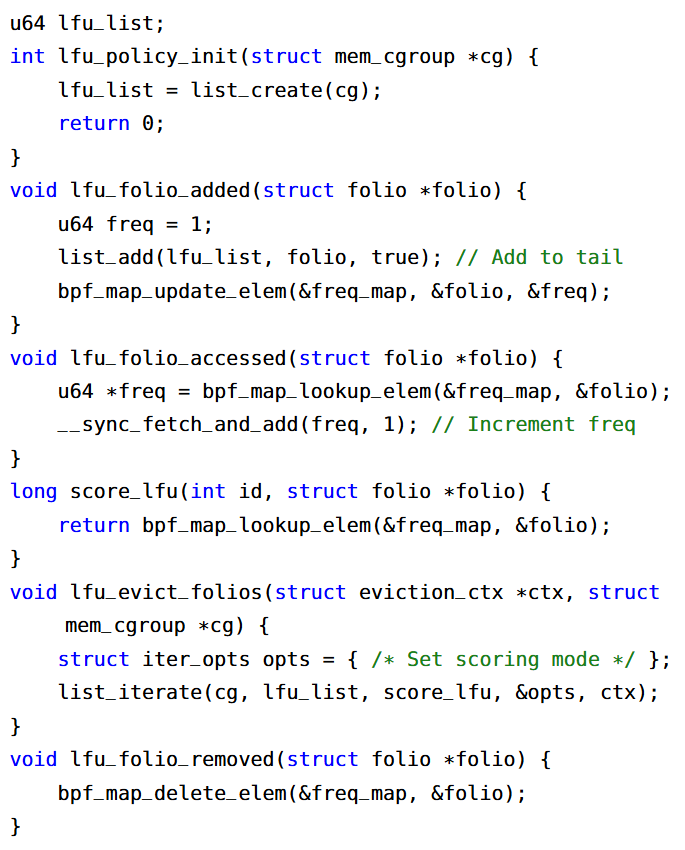 u64 lfu_list;
int lfu_policy_init(struct mem_cgroup *cg) {
    lfu_list = list_create(cg);
    return 0;
}
void lfu_folio_added(struct folio *folio) {
    u64 freq = 1;
    list_add(lfu_list, folio, true); // Add to tail
    bpf_map_update_elem(&freq_map, &folio, &freq);
}
void lfu_folio_accessed(struct folio *folio) {
    u64 *freq = bpf_map_lookup_elem(&freq_map, &folio);
    __sync_fetch_and_add(freq, 1); // Increment freq
}
long score_lfu(int id, struct folio *folio) {
    return bpf_map_lookup_elem(&freq_map, &folio);
}
void lfu_evict_folios(struct eviction_ctx *ctx, struct
    mem_cgroup *cg) {
    struct iter_opts opts = { /* Set scoring mode */ };
    list_iterate(cg, lfu_list, score_lfu, &opts, ctx);
}
void lfu_folio_removed(struct folio *folio) {
    bpf_map_delete_elem(&freq_map, &folio);
}